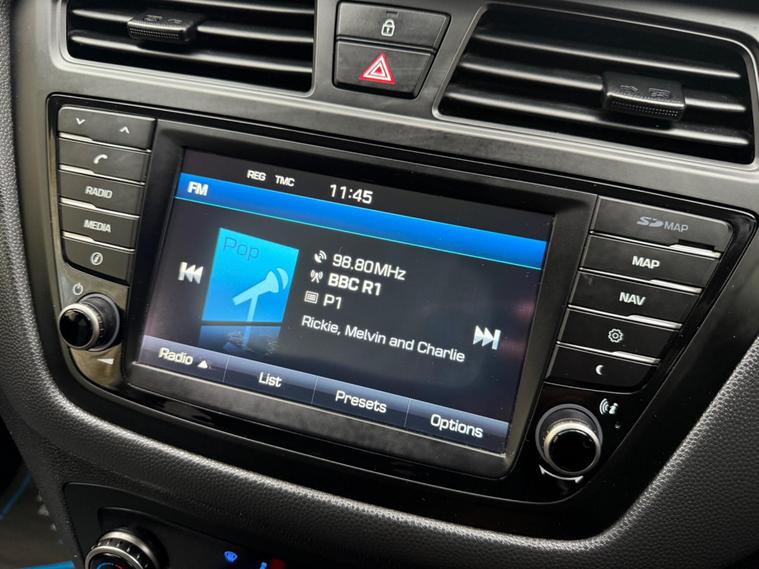 REG TMC 11:45
FM
Pop
98.80MHz
BBC R1
P1
Rickie, Melvin and Charlie
Radio
List
Presets
Options
RADIO
MEDIA
SD MAP
MAP
NAV